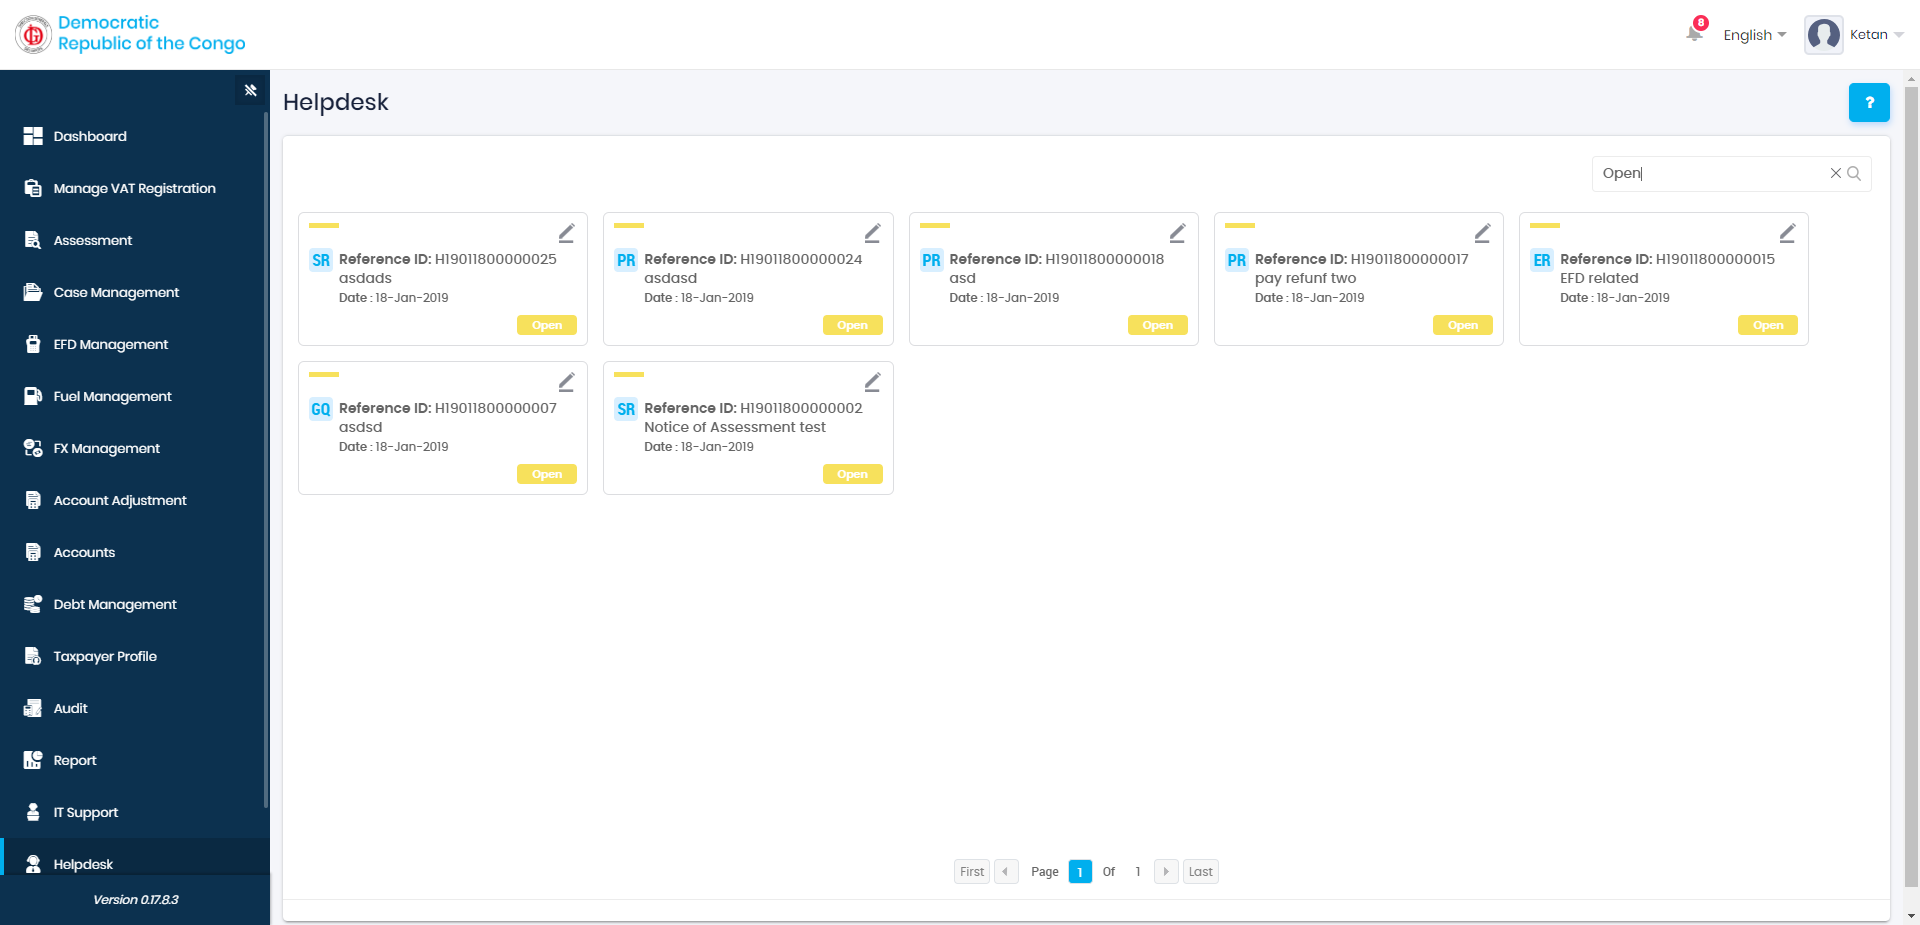 Democratic
Republic of the Congo
8
English
Ketan
Dashboard
Manage VAT Registration
Assessment
Case Management
EFD Management
Fuel Management
FX Management
Account Adjustment
Accounts
Debt Management
Taxpayer Profile
Audit
Report
IT Support
Helpdesk
Version 0.17.8.3
Helpdesk
?
Open
SR Reference ID: H19011800000025
asdads
Date : 18-Jan-2019
Open
PR Reference ID: H19011800000024
asdasd
Date : 18-Jan-2019
Open
PR Reference ID: H19011800000018
asd
Date : 18-Jan-2019
Open
PR Reference ID: H19011800000017
pay refunf two
Date : 18-Jan-2019
Open
ER Reference ID: H19011800000015
EFD related
Date : 18-Jan-2019
Open
GQ Reference ID: H19011800000007
asdsd
Date : 18-Jan-2019
Open
SR Reference ID: H19011800000002
Notice of Assessment test
Date : 18-Jan-2019
Open
First Page 1 Of 1 Last